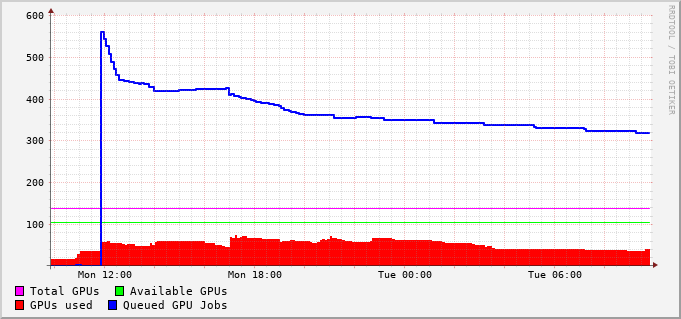 600
500
400
300
200
100
Mon 12:00 Mon 18:00 Tue 00:00 Tue 06:00
Total GPUs Available GPUs
GPUs used Queued GPU Jobs
RRDTOOL / TOBI OETIKER